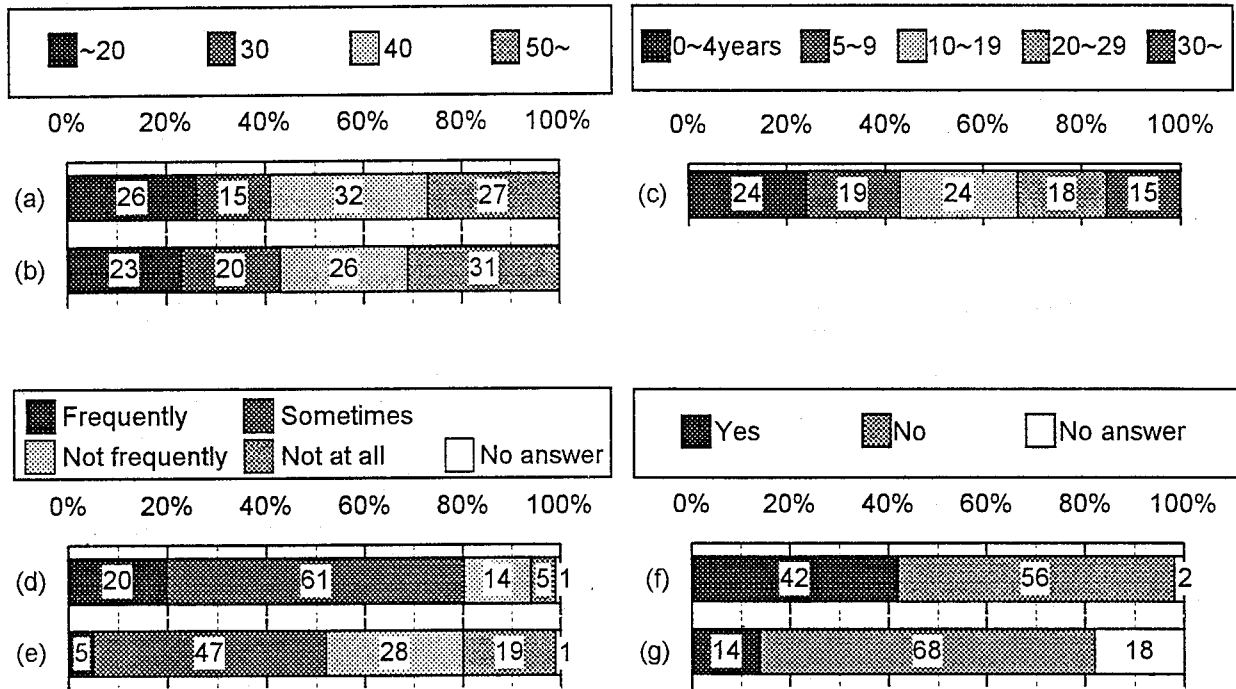 ~20 30 40 50~
0% 20% 40% 60% 80% 100%
(a) 26 15 32 27
(b) 23 20 26 31
0~4years 5~9 10~19 20~29 30~
0% 20% 40% 60% 80% 100%
(c) 24 19 24 18 15
Frequently Sometimes
Not frequently Not at all No answer
0% 20% 40% 60% 80% 100%
(d) 20 61 14 5 1
(e) 5 47 28 19 1
Yes No No answer
0% 20% 40% 60% 80% 100%
(f) 42 56 2
(g) 14 68 18